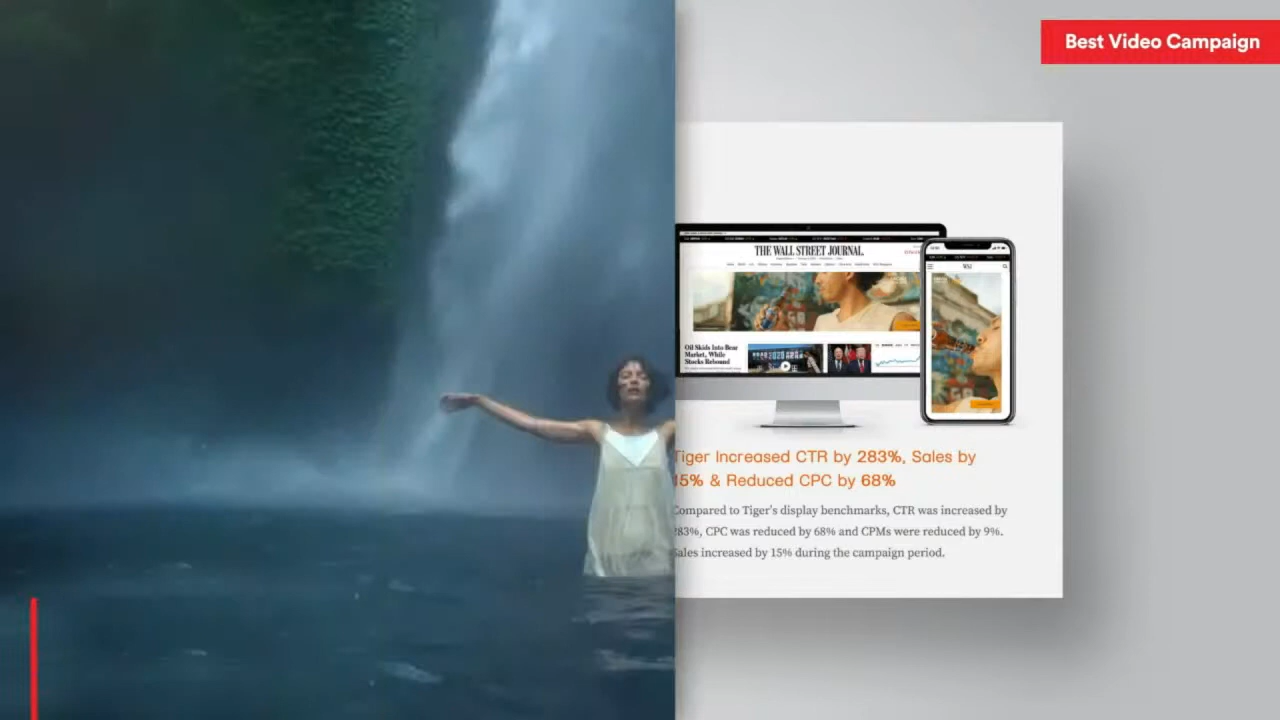 Best Video Campaign
THE WALL STREET JOURNAL.
Oil Skids Into Bear
Market, While
Stocks Rebound
WSJ
Tiger Increased CTR by 283%, Sales by
15% & Reduced CPC by 68%
Compared to Tiger's display benchmarks, CTR was increased by
283%, CPC was reduced by 68% and CPMs were reduced by 9%.
Sales increased by 15% during the campaign period.